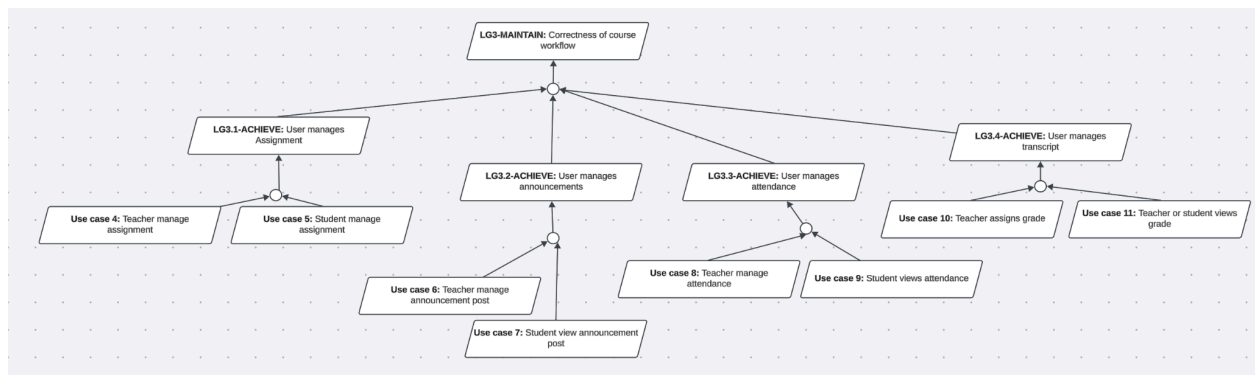 LG3-MAINTAIN: Correctness of course
workflow
LG3.1-ACHIEVE: User manages
Assignment
LG3.2-ACHIEVE: User manages
announcements
LG3.3-ACHIEVE: User manages
attendance
LG3.4-ACHIEVE: User manages
transcript
Use case 4: Teacher manage
assignment
Use case 5: Student manage
assignment
Use case 6: Teacher manage
announcement post
Use case 7: Student view announcement
post
Use case 8: Teacher manage
attendance
Use case 9: Student views attendance
Use case 10: Teacher assigns grade
Use case 11: Teacher or student views
grade